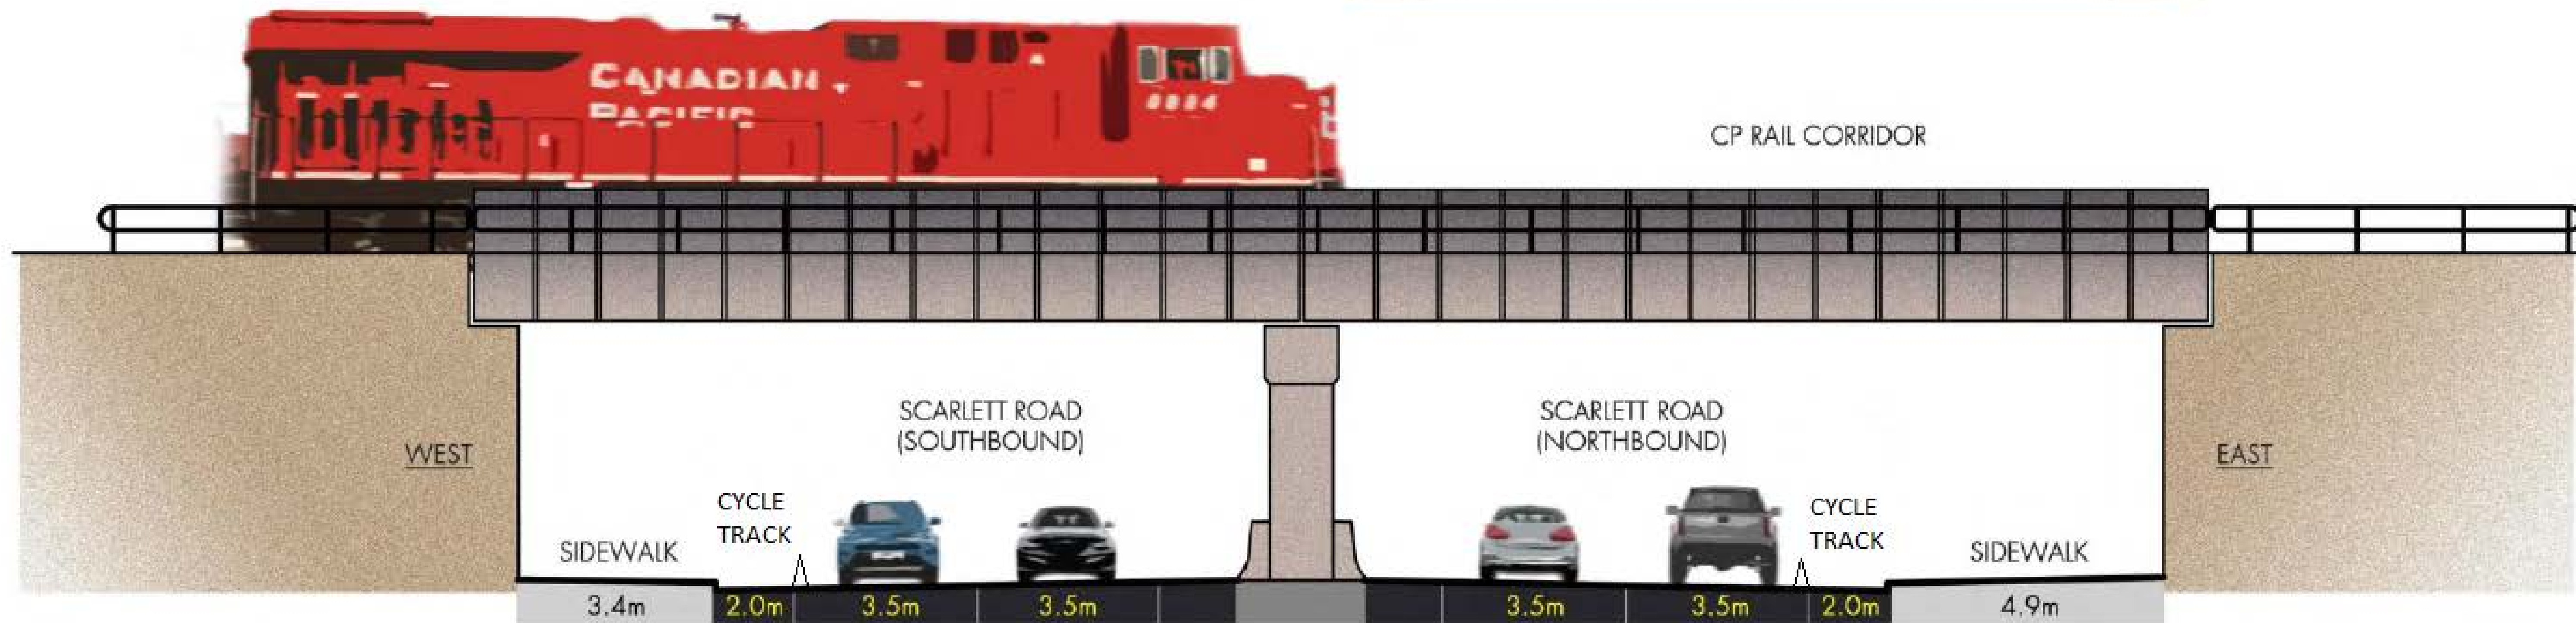 CANADIAN
PACIFIC
8884
CP RAIL CORRIDOR
SCARLETT ROAD
(SOUTHBOUND)
SCARLETT ROAD
(NORTHBOUND)
WEST
EAST
CYCLE
TRACK
CYCLE
TRACK
SIDEWALK
SIDEWALK
3.4m
2.0m
3.5m
3.5m
3.5m
3.5m
2.0m
4.9m